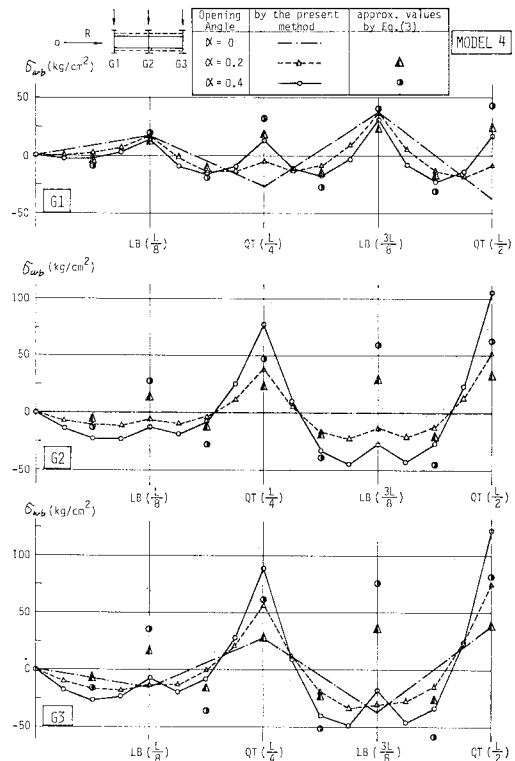 Opening Angle by the present method approx. values by Eq.(3)
α = 0
α = 0.2
α = 0.4
MODEL 4
O R
G1 G2 G3
σwb (kg/cm²)
50
0
-50
G1
LB (L/8) QT (L/4) LB (3L/8) QT (L/2)
σwb (kg/cm²)
100
50
0
-50
G2
LB (L/8) QT (L/4) LB (3L/8) QT (L/2)
σwb (kg/cm²)
100
50
0
-50
G3
LB (L/8) QT (L/4) LB (3L/8) QT (L/2)